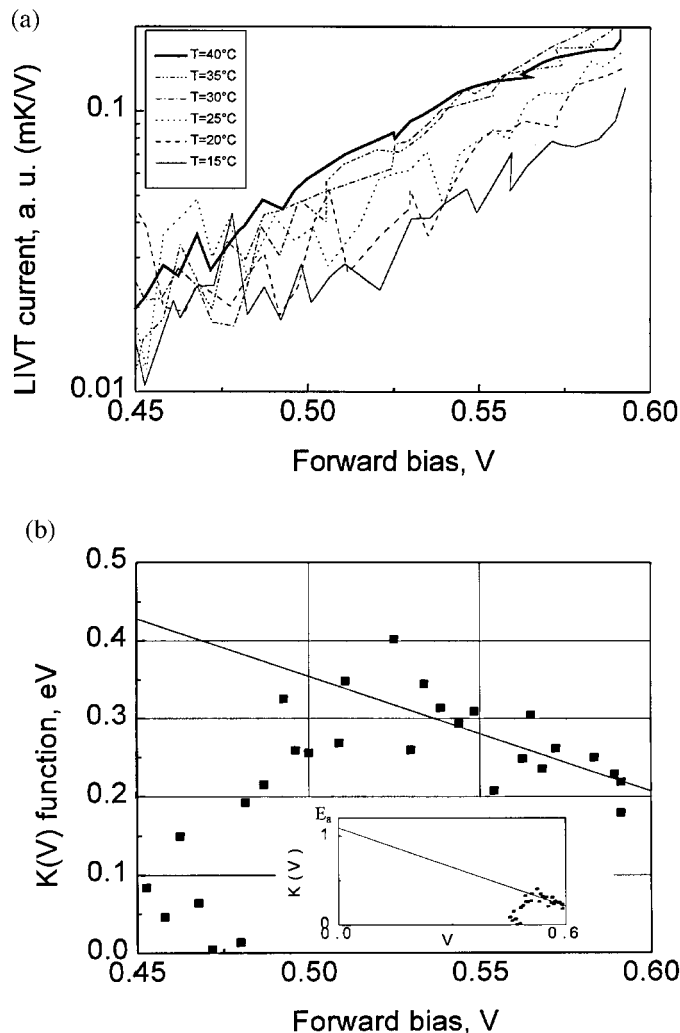 (a)
LIVT current, a. u. (mK/V)
T=40°C
T=35°C
T=30°C
T=25°C
T=20°C
T=15°C
0.1
0.01
0.45 0.50 0.55 0.60
Forward bias, V
(b)
K(V) function, eV
0.5
0.4
0.3
0.2
0.1
0.0
0.45 0.50 0.55 0.60
Forward bias, V
Ea
K (V)
1
0
0.0 V 0.6